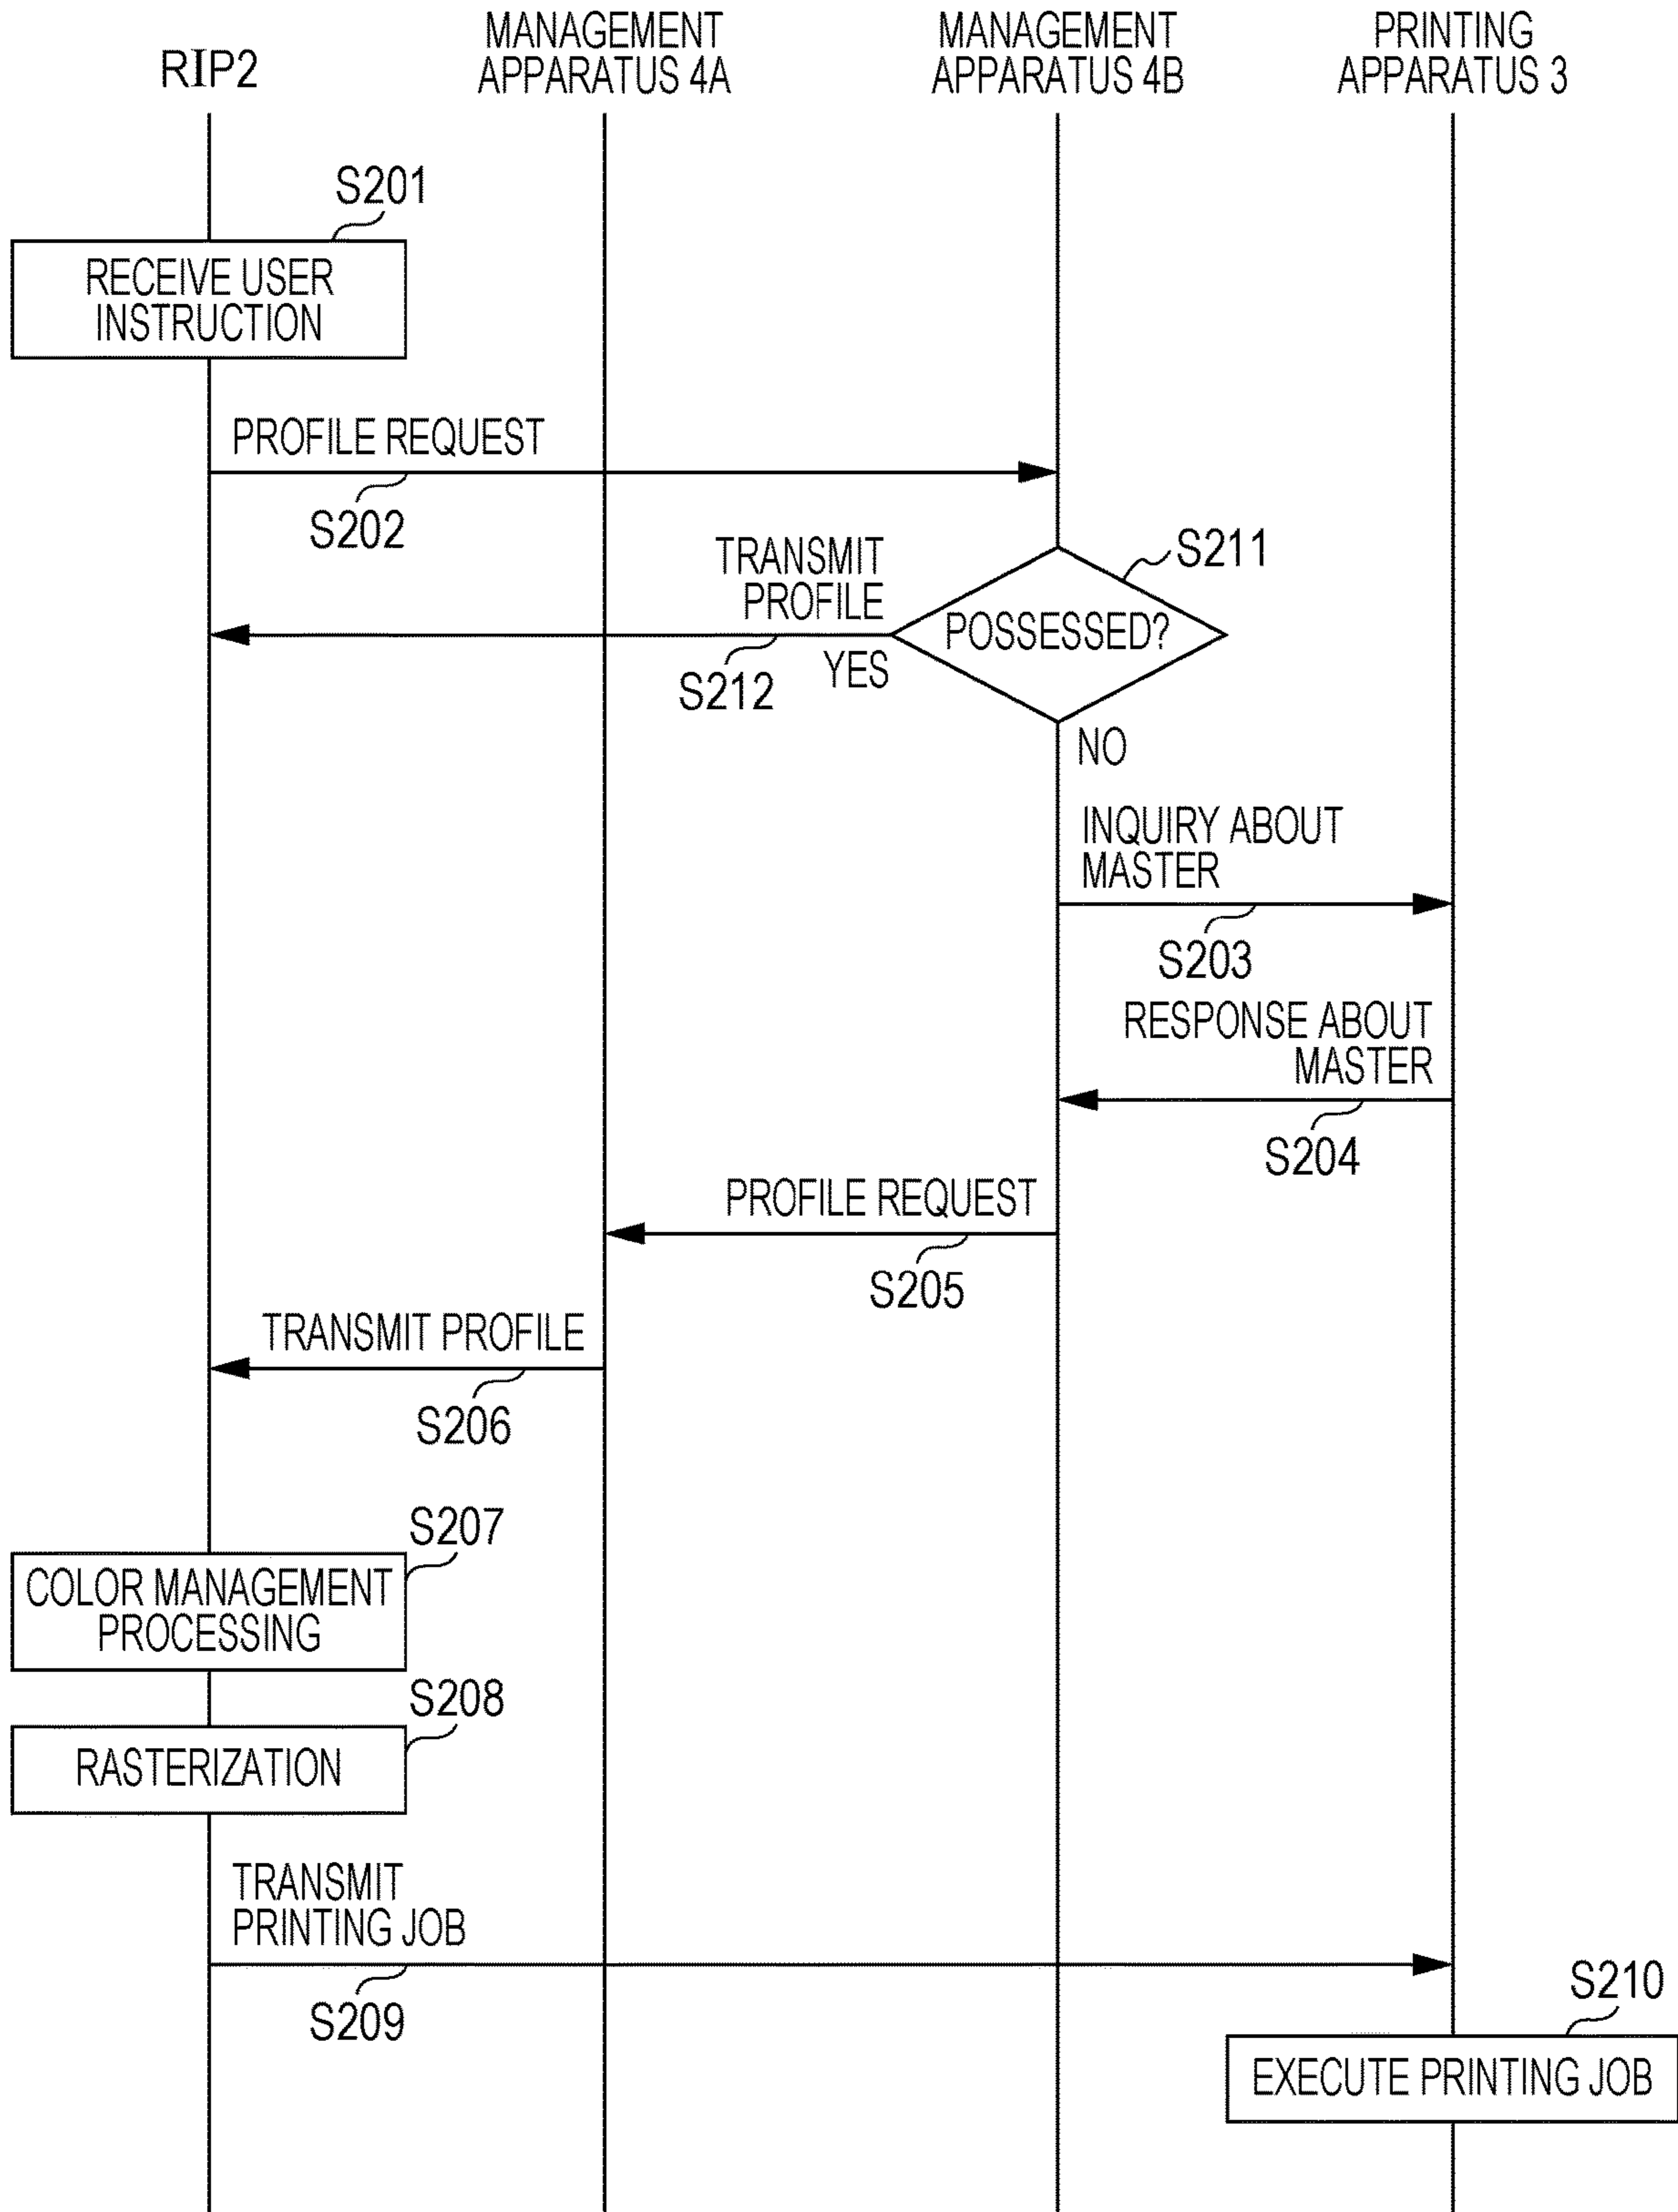 RIP2
MANAGEMENT
APPARATUS 4A
MANAGEMENT
APPARATUS 4B
PRINTING
APPARATUS 3
S201
RECEIVE USER
INSTRUCTION
PROFILE REQUEST
S202
TRANSMIT
PROFILE
S211
POSSESSED?
YES
S212
NO
INQUIRY ABOUT
MASTER
S203
RESPONSE ABOUT
MASTER
S204
PROFILE REQUEST
S205
TRANSMIT PROFILE
S206
S207
COLOR MANAGEMENT
PROCESSING
S208
RASTERIZATION
TRANSMIT
PRINTING JOB
S209
S210
EXECUTE PRINTING JOB